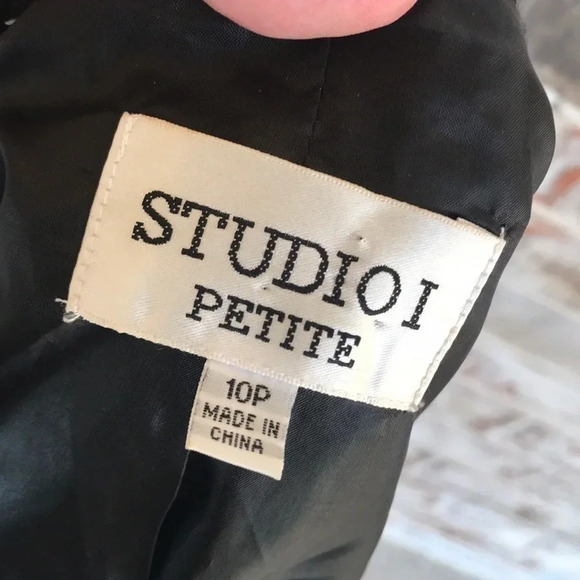 STUDIO I
PETITE
10P
MADE IN
CHINA